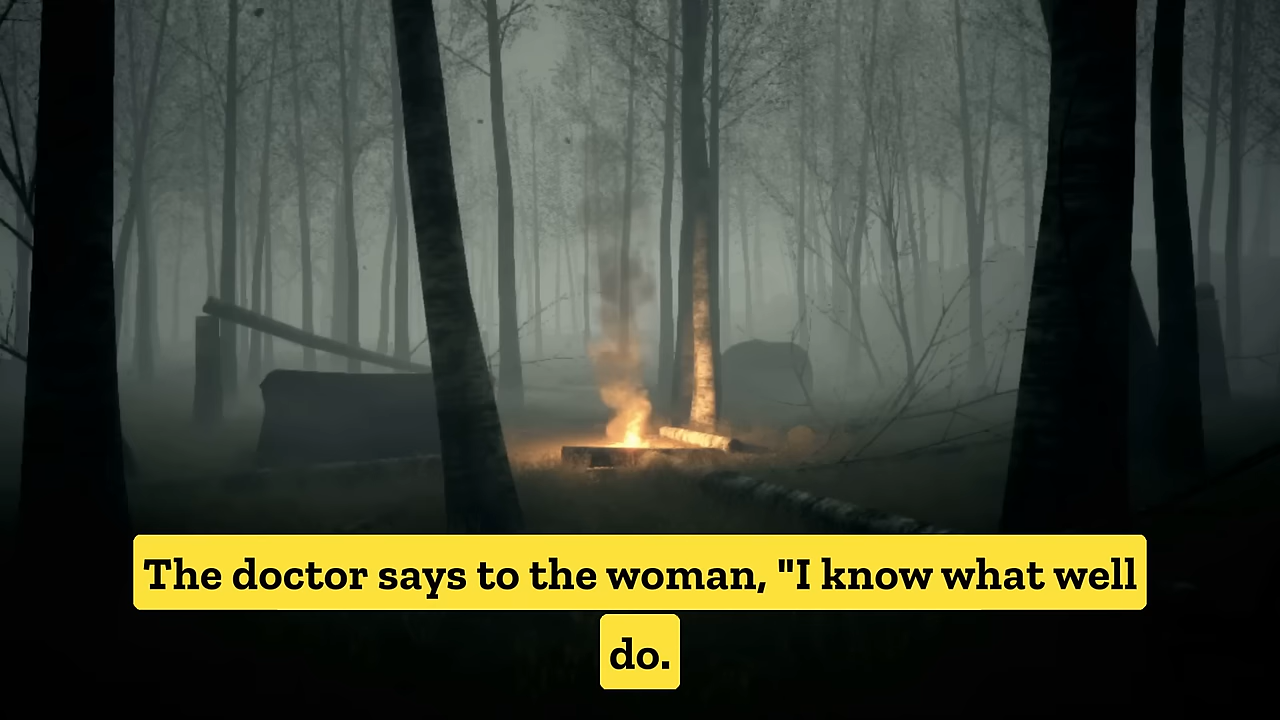 The doctor says to the woman, "I know what well
do.